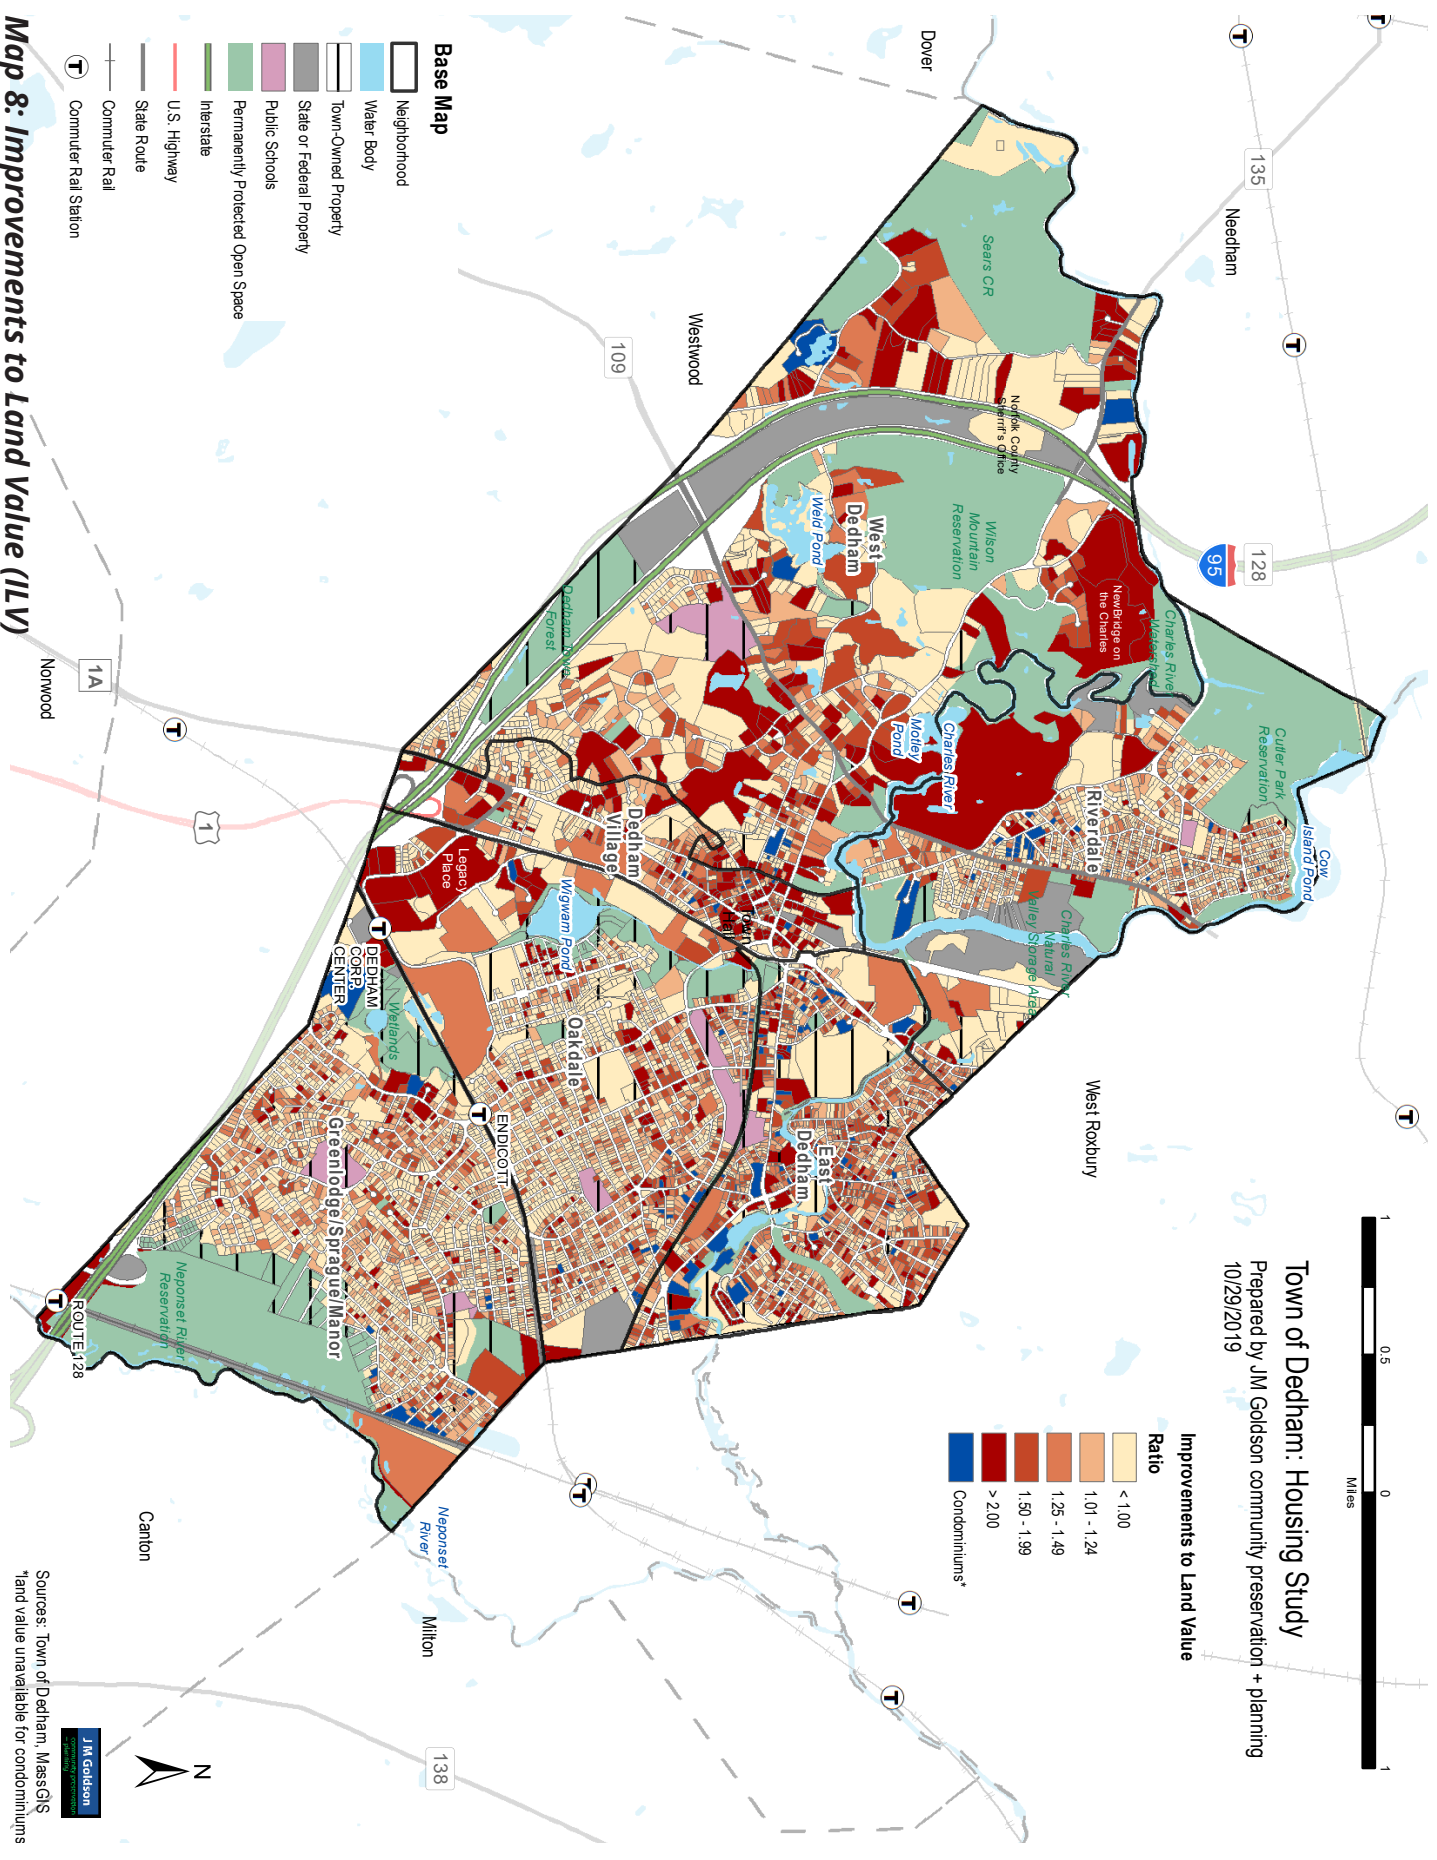 Town of Dedham: Housing Study
Prepared by JM Goldson community preservation + planning
10/29/2019
1
0.5
0
1
Miles
Improvements to Land Value
Ratio
< 1.00
1.01 - 1.24
1.25 - 1.49
1.50 - 1.99
> 2.00
Condominiums*
Base Map
Neighborhood
Water Body
Town-Owned Property
State or Federal Property
Public Schools
Permanently Protected Open Space
Interstate
U.S. Highway
State Route
Commuter Rail
T
Commuter Rail Station
Map 8: Improvements to Land Value (ILV)
Dover
Needham
Westwood
Norwood
West Roxbury
Canton
Milton
135
109
128
95
1A
1
138
T
T
T
T
T
T
T
T
T
T
T
T
Sears CR
Norfolk County
Sherrif's Office
Wilson
Mountain
Reservation
West
Dedham
Weld Pond
NewBridge on
the Charles
Charles River
Watershed
Cutler Park
Reservation
Cow
Island Pond
Riverdale
Charles River
Motley
Pond
Charles River
Natural
Valley Storage Area
Dedham Town
Forest
Dedham
Village
Town
Hall
Legacy
Place
Wigwam Pond
DEDHAM
CORP.
CENTER
Wetlands
Oakdale
ENDICOTT
East
Dedham
Greenlodge/Sprague/Manor
Neponset River
Reservation
ROUTE 128
Neponset
River
N
JM Goldson
community preservation
+ planning
Sources: Town of Dedham, MassGIS
*land value unavailable for condominiums